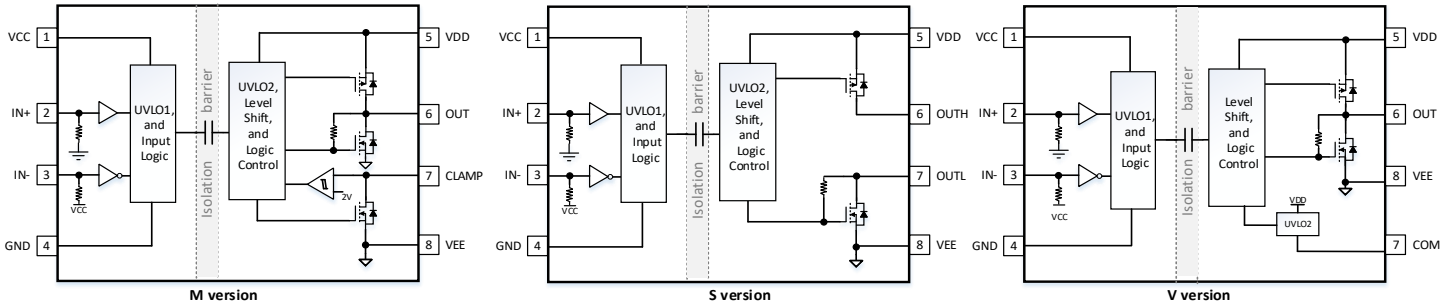 VCC 1
IN+ 2
IN- 3
GND 4
UVLO1,
and
Input
Logic
VCC
Isolation barrier
UVLO2,
Level
Shift,
and
Logic
Control
2V
5 VDD
6 OUT
7 CLAMP
8 VEE
M version
VCC 1
IN+ 2
IN- 3
GND 4
UVLO1,
and
Input
Logic
VCC
Isolation barrier
UVLO2,
Level
Shift,
and
Logic
Control
5 VDD
6 OUTH
7 OUTL
8 VEE
S version
VCC 1
IN+ 2
IN- 3
GND 4
UVLO1,
and
Input
Logic
VCC
Isolation barrier
Level
Shift,
and
Logic
Control
VDD
UVLO2
5 VDD
6 OUT
8 VEE
7 COM
V version